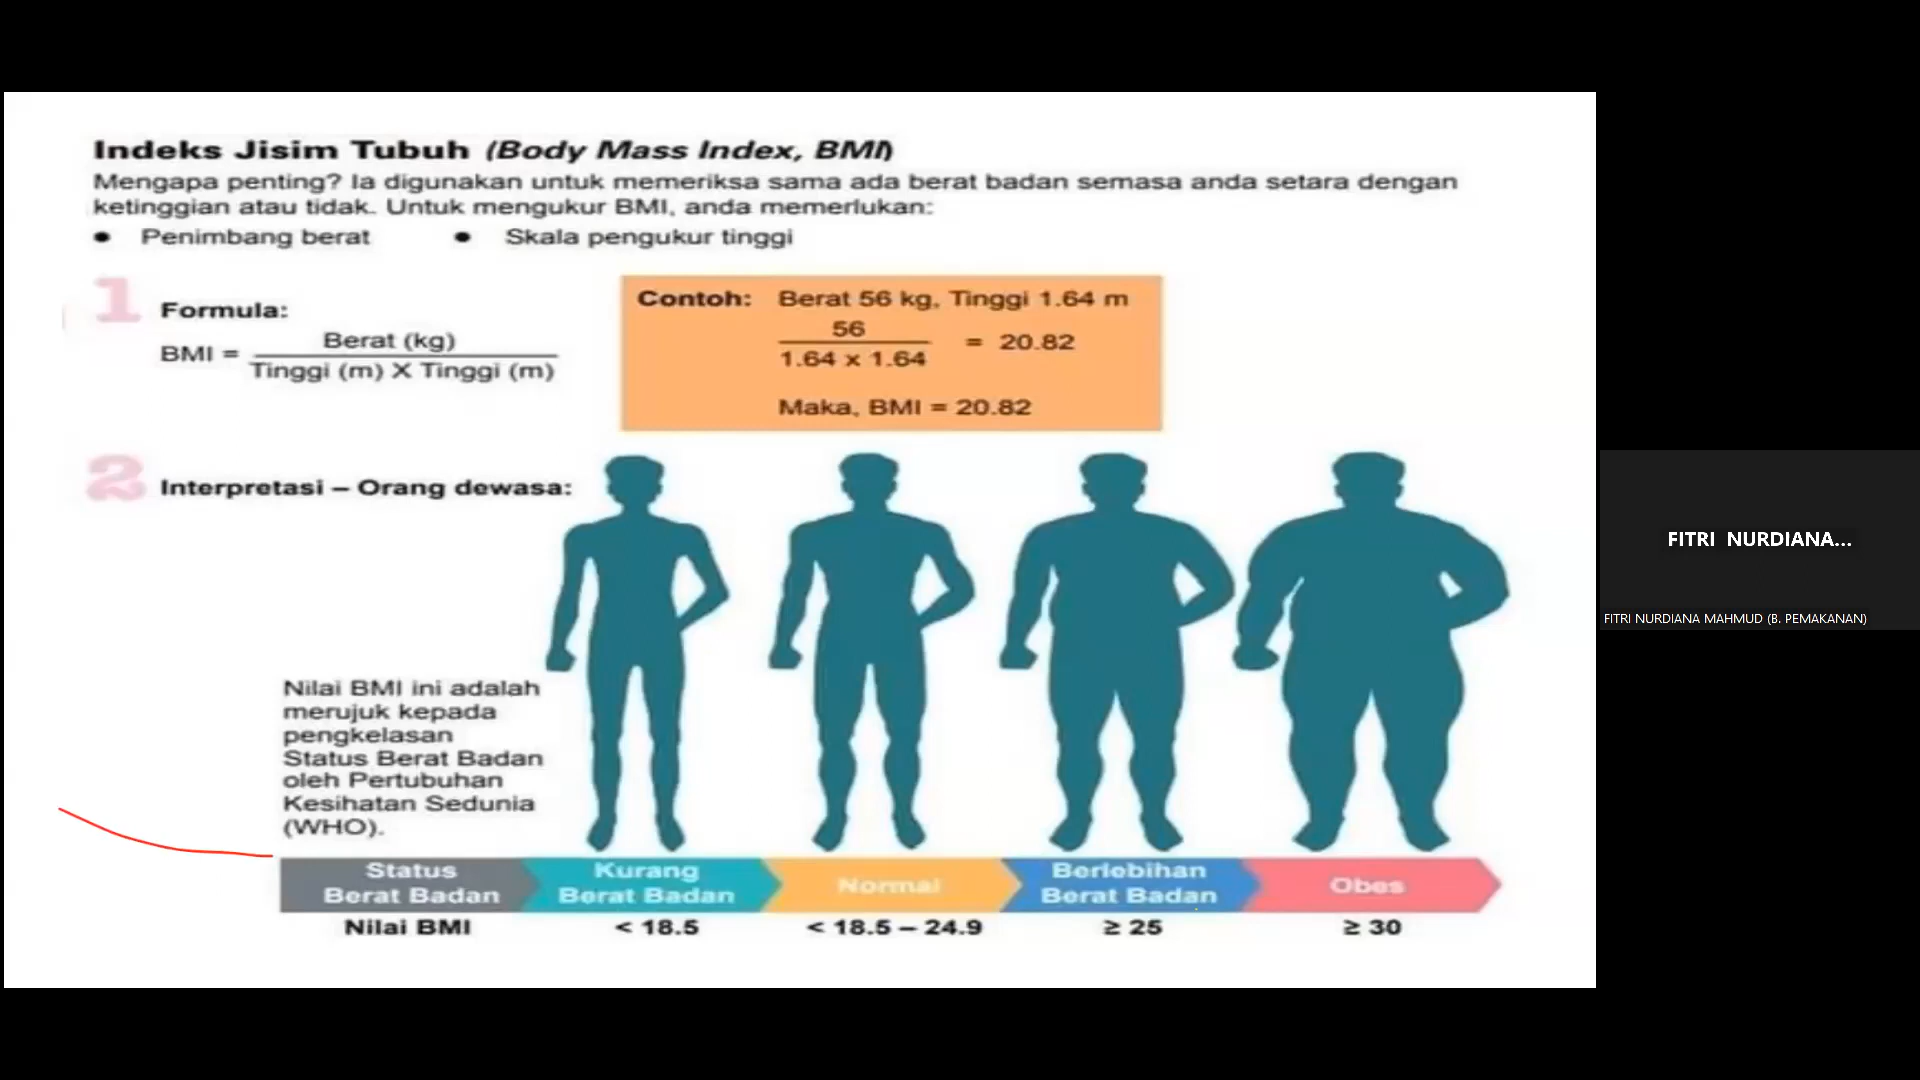 Indeks Jisim Tubuh (Body Mass Index, BMI)
Mengapa penting? Ia digunakan untuk memeriksa sama ada berat badan semasa anda setara dengan
ketinggian atau tidak. Untuk mengukur BMI, anda memerlukan:
● Penimbang berat ● Skala pengukur tinggi
1 Formula:
BMI = Berat (kg)
Tinggi (m) X Tinggi (m)
Contoh: Berat 56 kg, Tinggi 1.64 m
56
1.64 x 1.64 = 20.82
Maka, BMI = 20.82
2 Interpretasi – Orang dewasa:
Nilai BMI ini adalah
merujuk kepada
pengkelasan
Status Berat Badan
oleh Pertubuhan
Kesihatan Sedunia
(WHO).
Status
Berat Badan
Kurang
Berat Badan
Normal
Berlebihan
Berat Badan
Obes
Nilai BMI < 18.5 < 18.5 – 24.9 ≥ 25 ≥ 30
FITRI NURDIANA...
FITRI NURDIANA MAHMUD (B. PEMAKANAN)